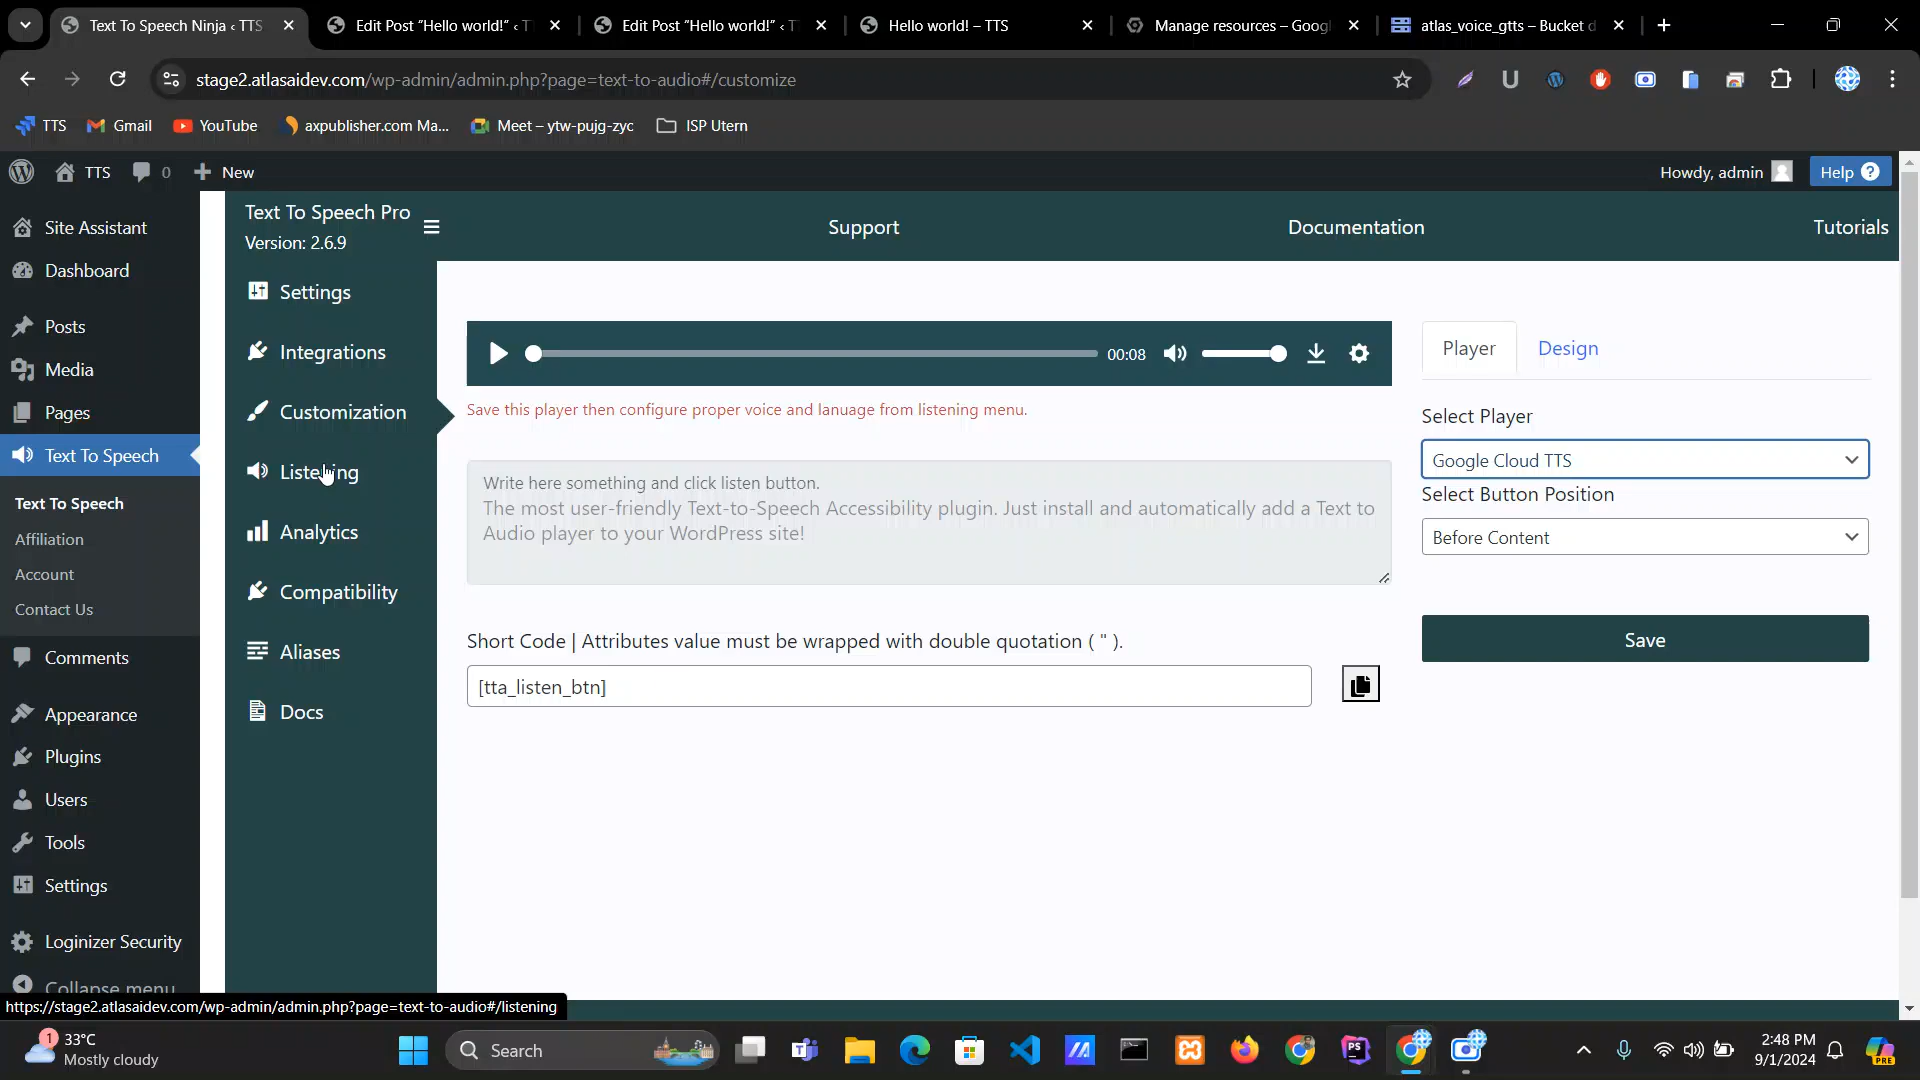 Text To Speech Ninja ‹ TTS
Edit Post "Hello world!" ‹ T
Edit Post "Hello world!" ‹ T
Hello world! – TTS
Manage resources – Goog
atlas_voice_gtts – Bucket d
stage2.atlasaidev.com/wp-admin/admin.php?page=text-to-audio#/customize
TTS
Gmail
YouTube
axpublisher.com Ma...
Meet – ytw-pujg-zyc
ISP Utern
TTS
0
New
Howdy, admin
Help
Site Assistant
Dashboard
Posts
Media
Pages
Text To Speech
Text To Speech
Affiliation
Account
Contact Us
Comments
Appearance
Plugins
Users
Tools
Settings
Loginizer Security
Collapse menu
Text To Speech Pro
Version: 2.6.9
Support
Documentation
Tutorials
Settings
Integrations
Customization
Listening
Analytics
Compatibility
Aliases
Docs
00:08
Save this player then configure proper voice and lanuage from listening menu.
Write here something and click listen button.
The most user-friendly Text-to-Speech Accessibility plugin. Just install and automatically add a Text to
Audio player to your WordPress site!
Short Code | Attributes value must be wrapped with double quotation ( " ).
[tta_listen_btn]
Player
Design
Select Player
Google Cloud TTS
Select Button Position
Before Content
Save
https://stage2.atlasaidev.com/wp-admin/admin.php?page=text-to-audio#/listening
1
33°C
Mostly cloudy
Search
PS
2:48 PM
9/1/2024
PRE